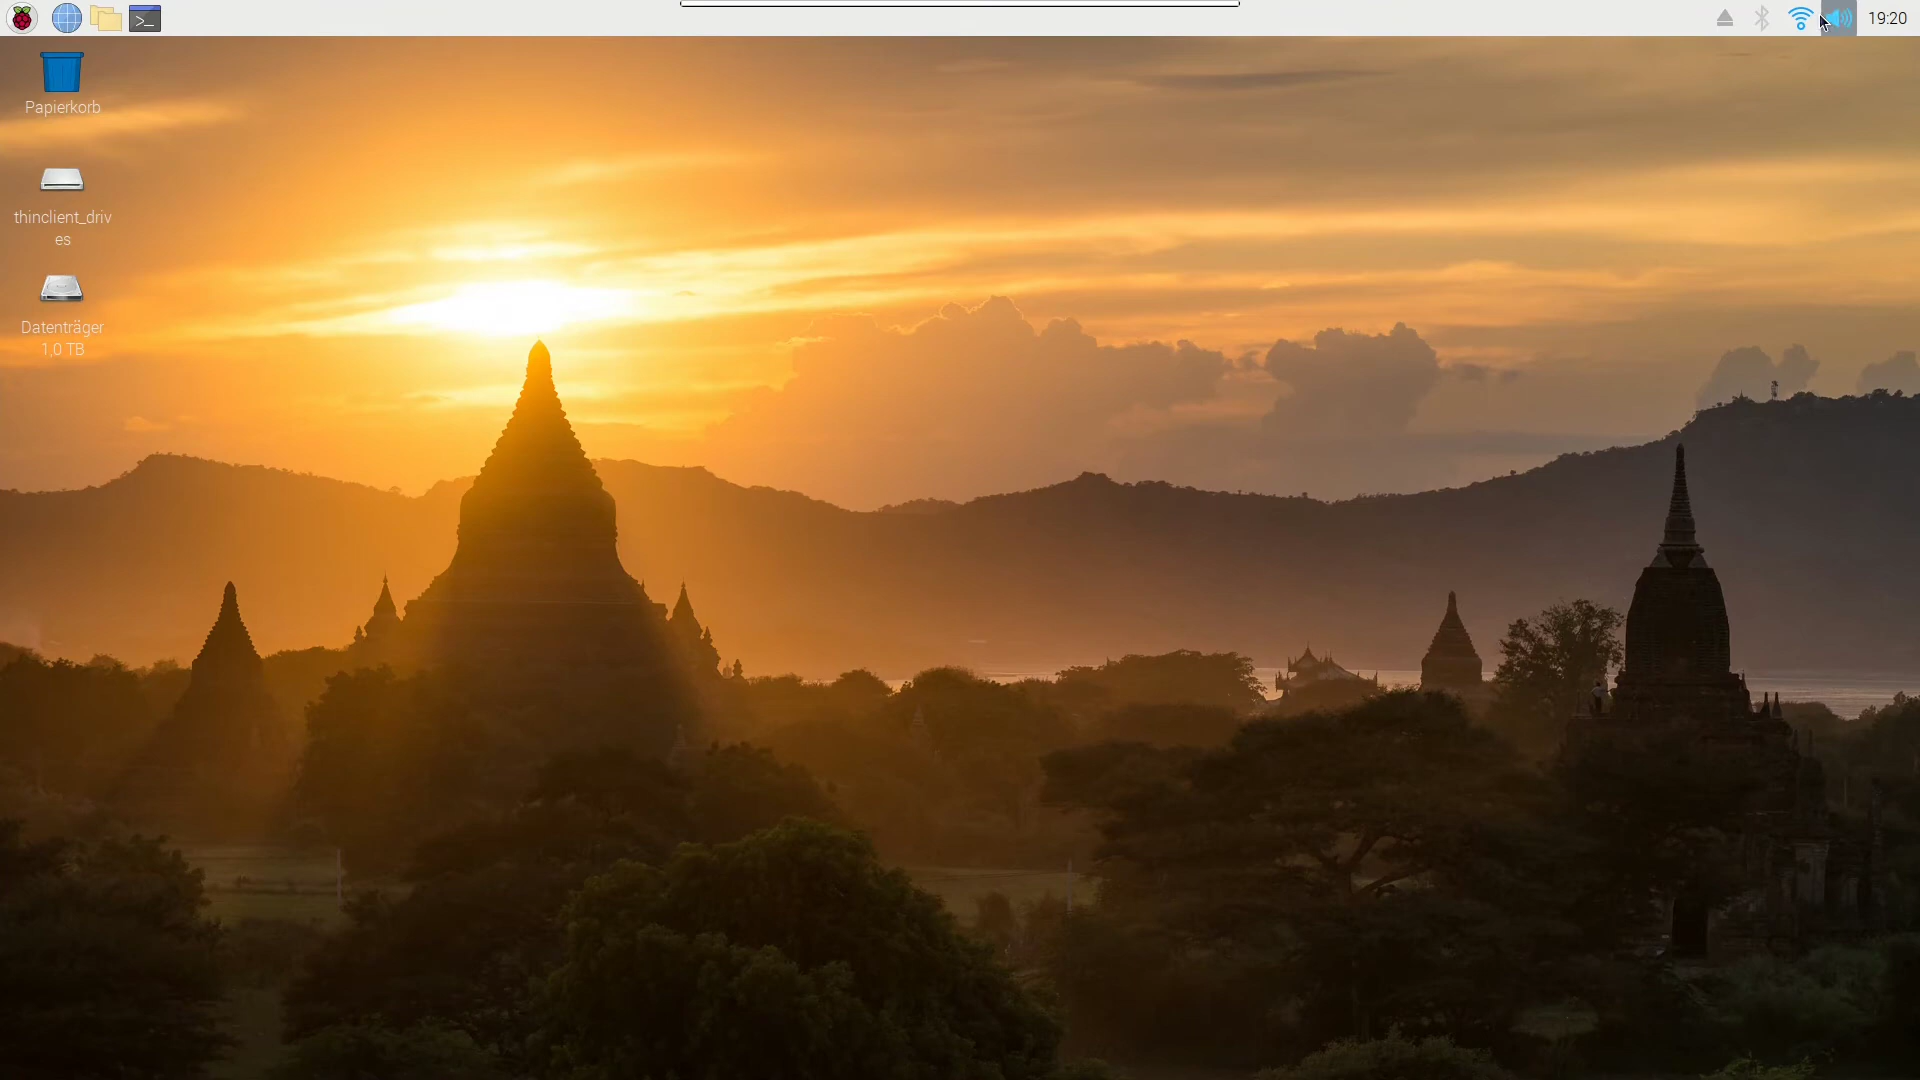 >_
19:20
Papierkorb
thinclient_driv
es
Datenträger
1,0 TB